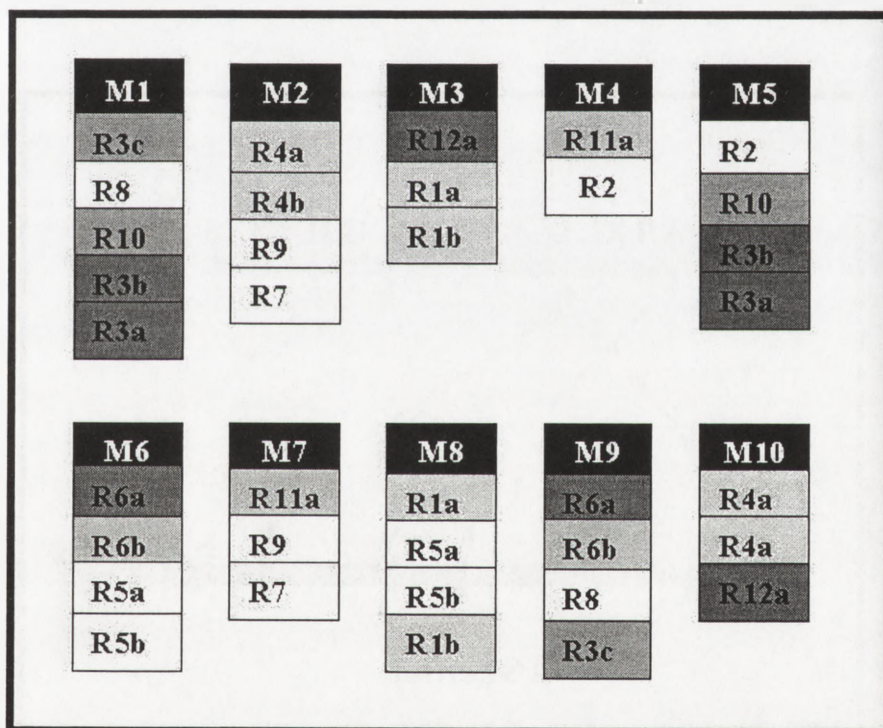 M1 M2 M3 M4 M5
R3c R4a R12a R11a R2
R8 R4b R1a R2 R10
R10 R9 R1b R3b
R3b R7 R3a
R3a
M6 M7 M8 M9 M10
R6a R11a R1a R6a R4a
R6b R9 R5a R6b R4a
R5a R7 R5b R8 R12a
R5b R1b R3c